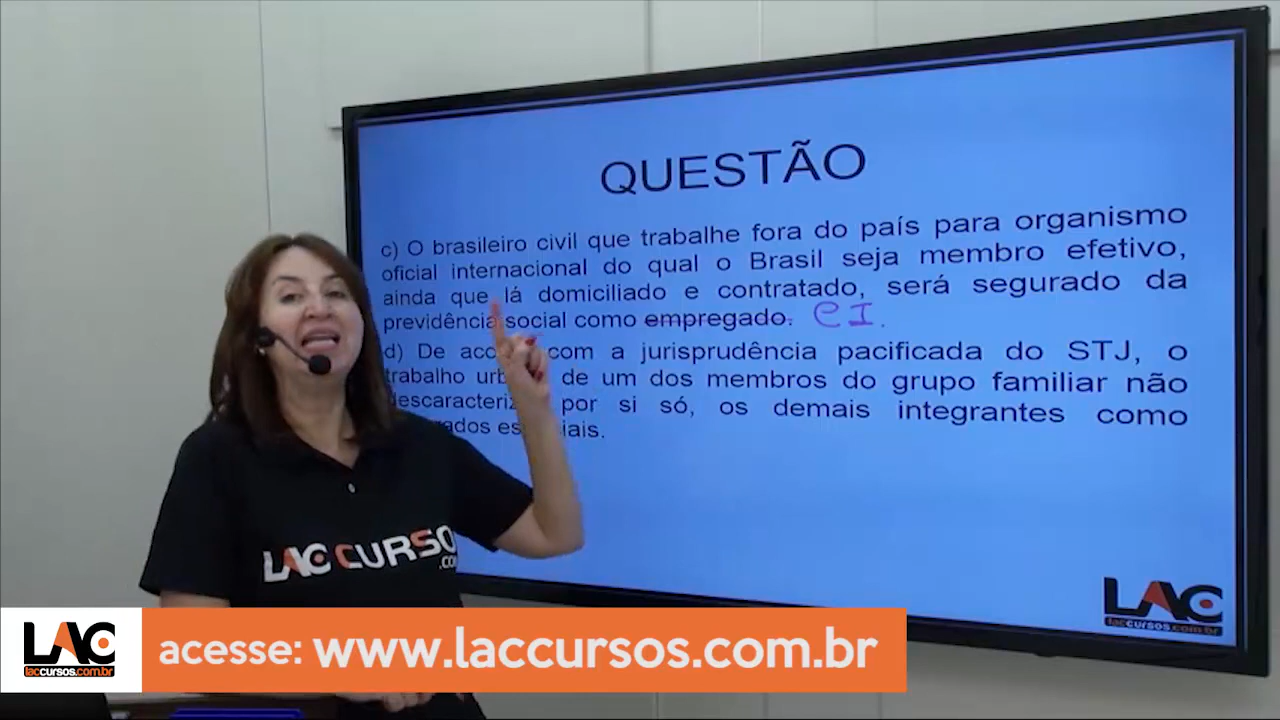 QUESTÃO
c) O brasileiro civil que trabalhe fora do país para organismo
oficial internacional do qual o Brasil seja membro efetivo,
ainda que lá domiciliado e contratado, será segurado da
previdência social como empregado. CI.
d) De com a jurisprudência pacificada do STJ, o
trabalho de um dos membros do grupo familiar não
por si só, os demais integrantes como
LAC CURSO
.co
LAC
laccursos.com.br
LAC
laccursos.com.br
acesse: www.laccursos.com.br